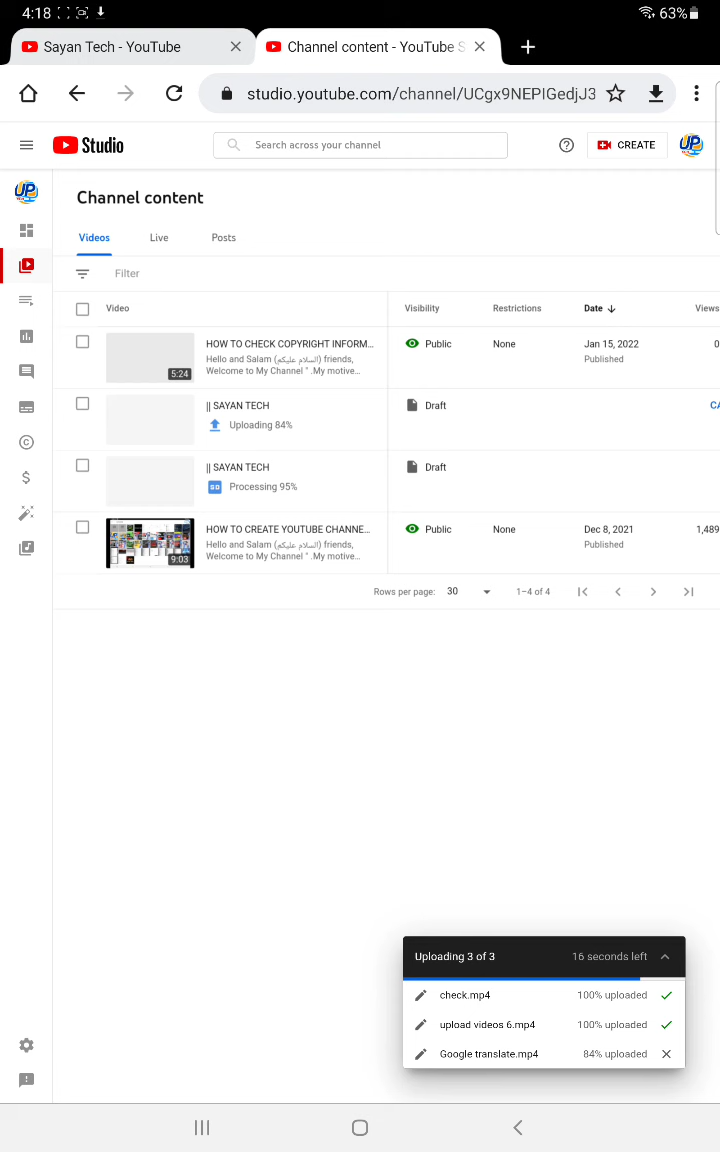 4:18
63%
Sayan Tech - YouTube
Channel content - YouTube S
studio.youtube.com/channel/UCgx9NEPIGedjJ3
Studio
Search across your channel
CREATE
UP
UP
Channel content
Videos Live Posts
Filter
Video Visibility Restrictions Date Views
HOW TO CHECK COPYRIGHT INFORM... Public None Jan 15, 2022 0
Hello and Salam (السلام عليكم) friends, Published
Welcome to My Channel " .My motive...
5:24
|| SAYAN TECH Draft CA
Uploading 84%
|| SAYAN TECH Draft
SD Processing 95%
HOW TO CREATE YOUTUBE CHANNE... Public None Dec 8, 2021 1,489
Hello and Salam (السلام عليكم) friends, Published
Welcome to My Channel " .My motive...
9:03
Rows per page: 30 1–4 of 4
Uploading 3 of 3 16 seconds left
check.mp4 100% uploaded
upload videos 6.mp4 100% uploaded
Google translate.mp4 84% uploaded